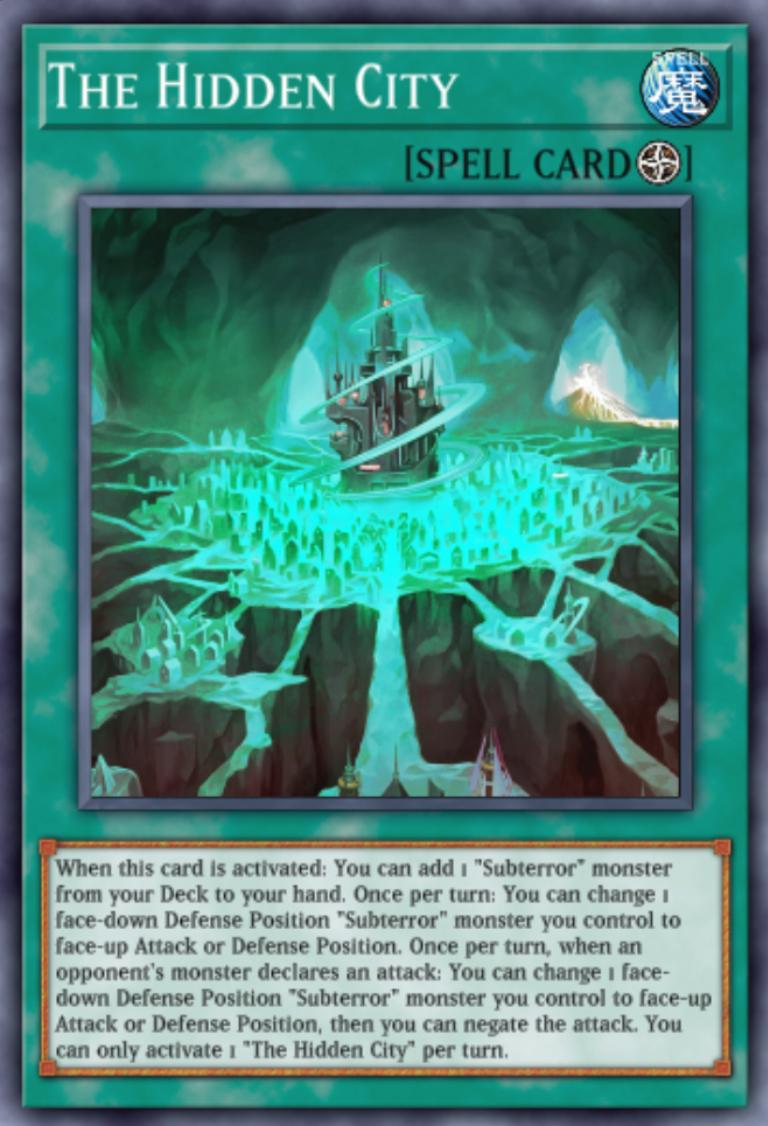 The Hidden City
SPELL
魔
[SPELL CARD]
When this card is activated: You can add 1 "Subterror" monster
from your Deck to your hand. Once per turn: You can change 1
face-down Defense Position "Subterror" monster you control to
face-up Attack or Defense Position. Once per turn, when an
opponent's monster declares an attack: You can change 1 face-
down Defense Position "Subterror" monster you control to face-up
Attack or Defense Position, then you can negate the attack. You
can only activate 1 "The Hidden City" per turn.